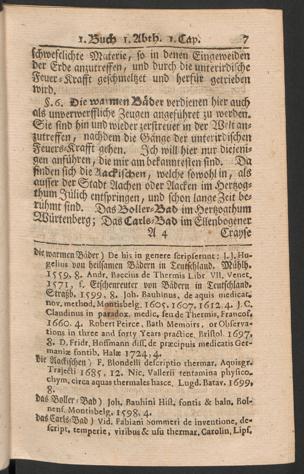 1. Buch 1. Abth. 1. Cap. 7
schwefelichte Materie, so in denen Eingeweiden
der Erde anzutreffen, und durch die unterirdische
Feuer-Krafft geschmeltzet und herfür getrieben
wird.
§. 6. Die warmen Bäder verdienen hier auch
als unverwerffliche Zeugen angeführet zu werden.
Sie sind hin und wieder zerstreuet in der Welt an-
zutreffen, nachdem die Gänge der unterirdischen
Feuers-Krafft gehen. Ich will hier nur diejeni-
gen anführen, die mir am bekanntesten sind. Da
finden sich die Aackischen, welche sowohl in, als
ausser der Stadt Aachen oder Aacken im Hertzog-
thum Jülich entspringen, und schon lange Zeit be-
rühmt sind. Das Boller-Bad im Hertzogthum
Würtenberg; Das Carls-Bad im Ellenbogener
A 4 Crayse
die warmen Bäder) De his in genere scripserunt: J. J. Hu-
gelius von heilsamen Bädern in Teutschland. Mühlh.
1559. 8. Andr. Baccius de Thermis Libr. VII. Venet.
1571. f. Etschenreuter von Bädern in Teutschland.
Straßb. 1599. 8. Joh. Bauhinus, de aquis medicat.
nov. method. Montisbelg. 1605. 1607. 1612. 4. J. C.
Claudinus in paradox. medic. seu de Thermis, Francof.
1660. 4. Robert Peirce, Bath Memoirs, or Observa-
tions in three and forty Years practice, Bristol. 1697.
8. D. Fridr. Hoffmann diss. de præcipuis medicatis Ger-
maniæ fontib. Halæ 1724. 4.
die Aackischen) F. Blondelli descriptio thermar. Aquisgr.
Trajecti 1685. 12. Nic. Vallerii tentamina physico-
chym. circa aquas thermales hasce. Lugd. Batav. 1699.
8.
das Boller-Bad) Joh. Bauhini Hist. fontis & baln. Bol-
lens. Montisbelg. 1598. 4.
das Carls-Bad) Vid. Fabiani Sommeri de inventione, de-
script. temperie, viribus & usu thermar. Carolin. Lips.